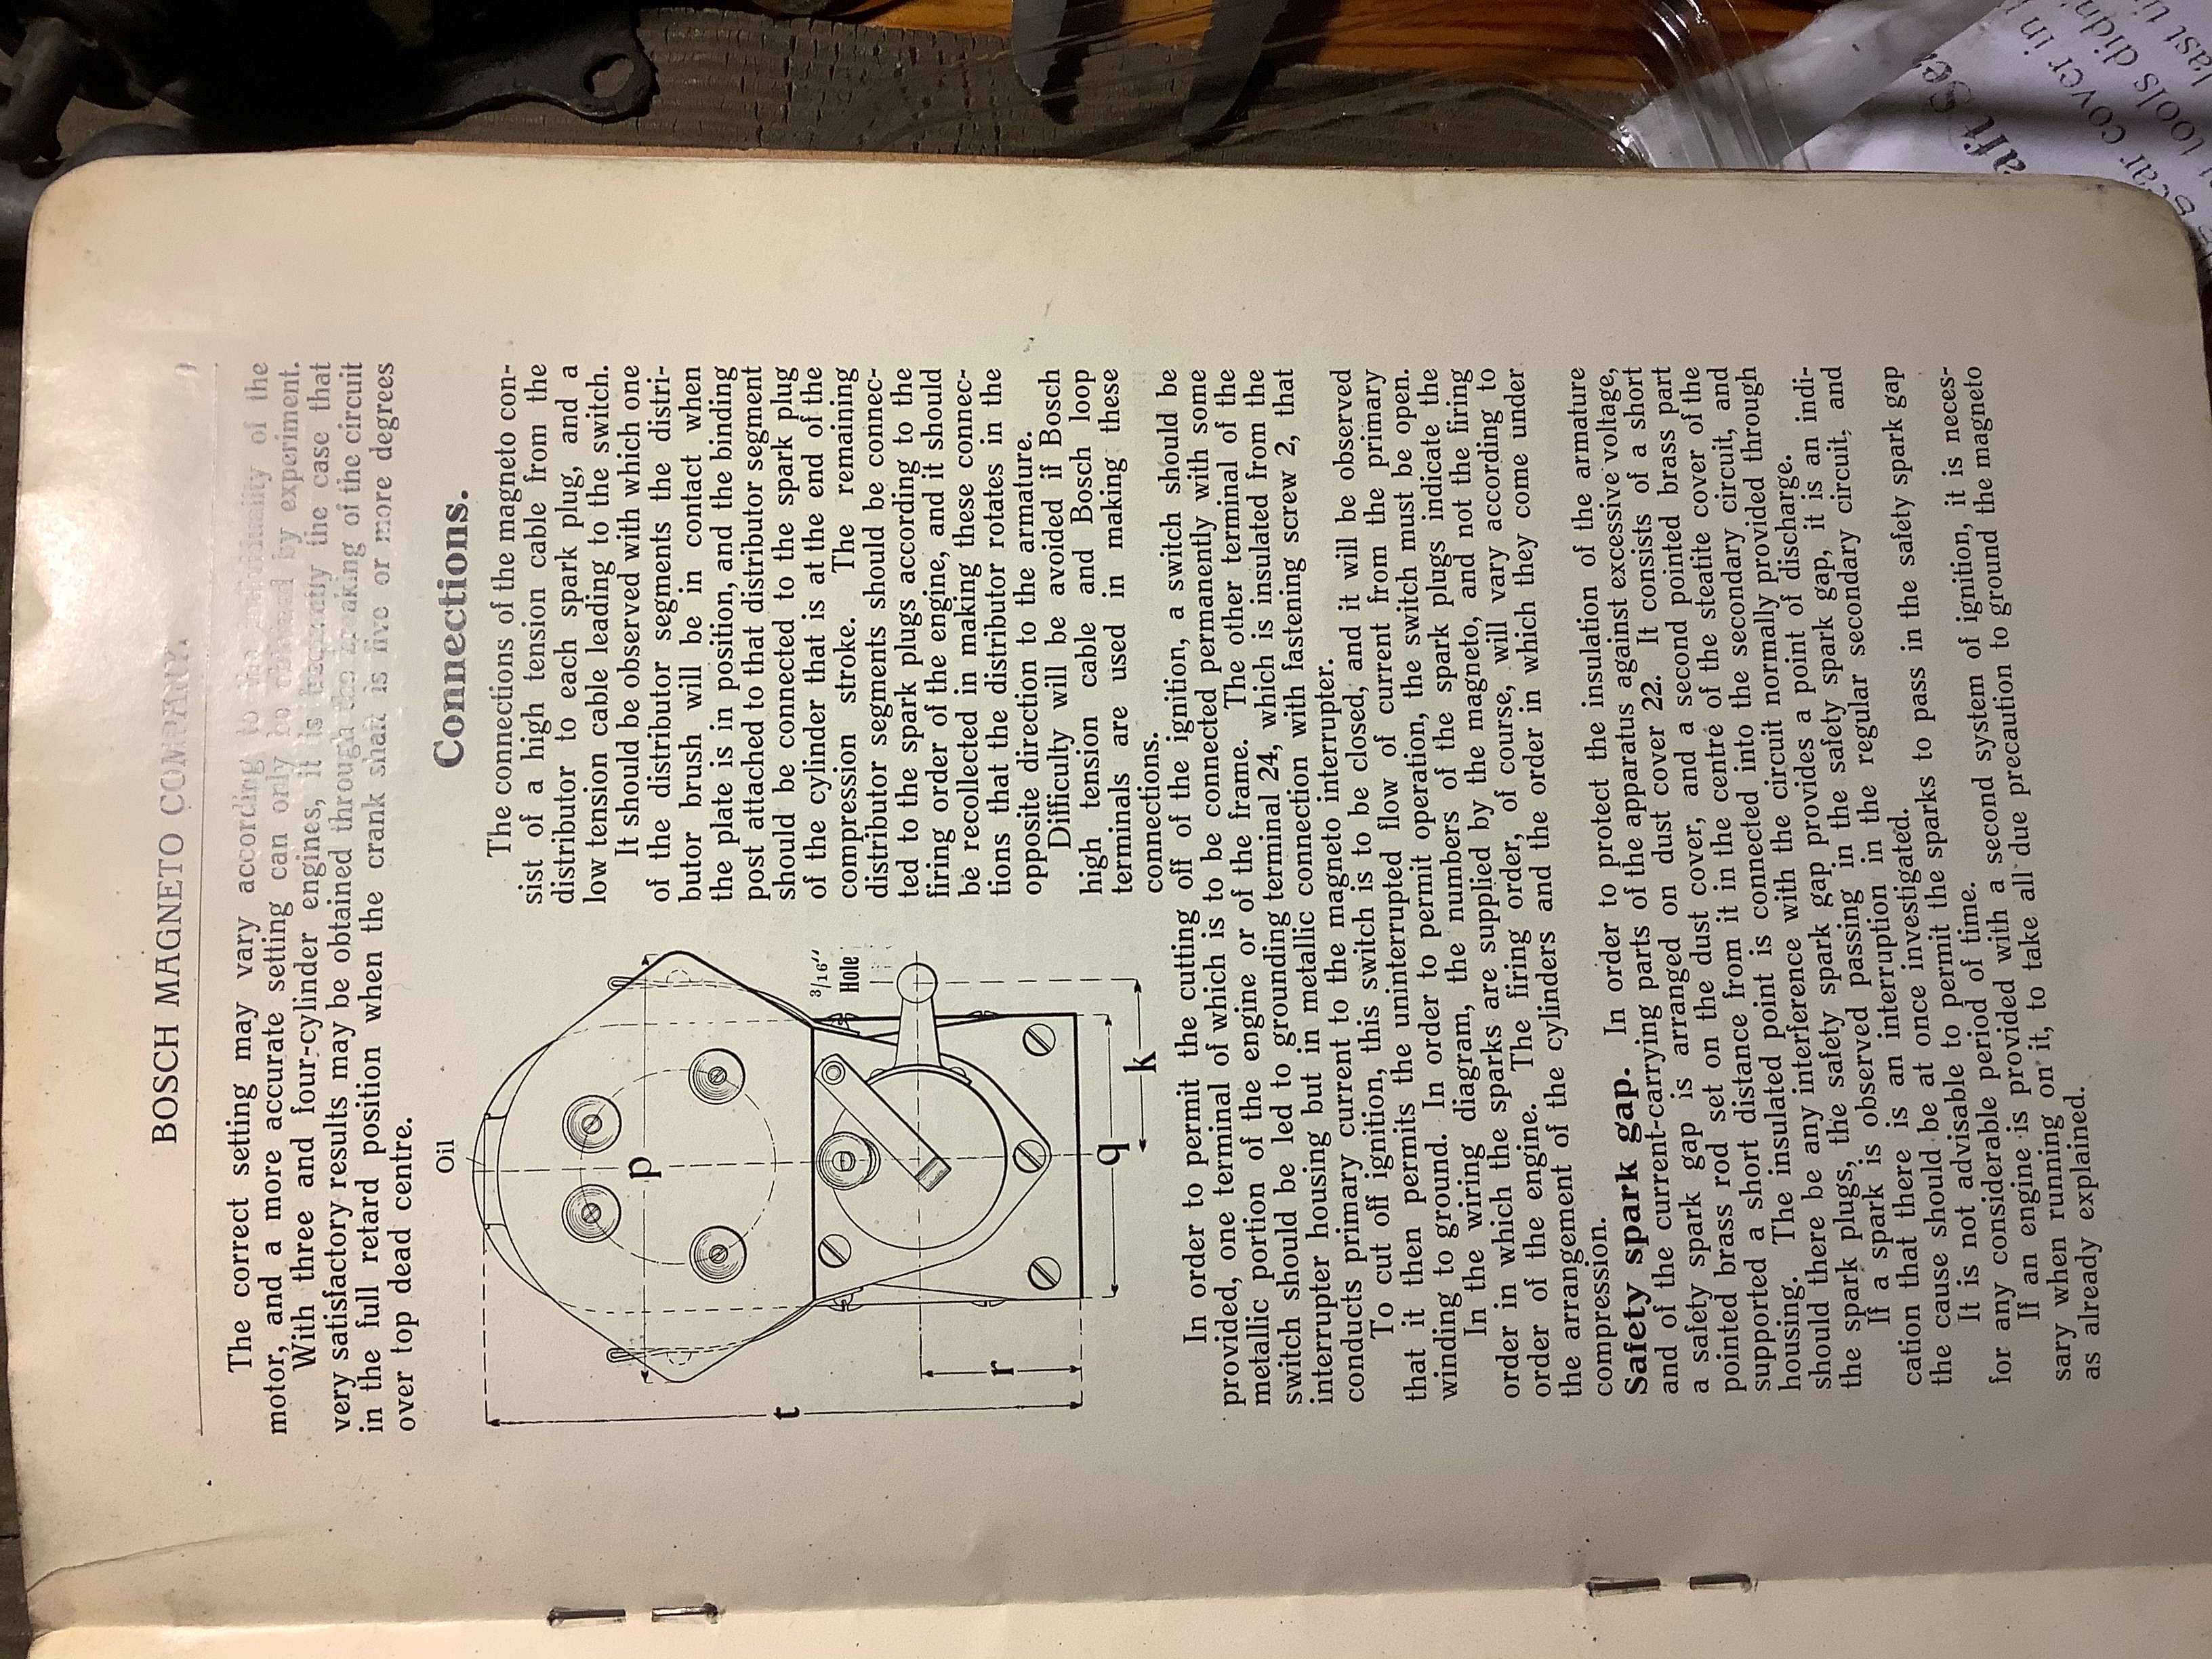 BOSCH MAGNETO COMPANY.
9
The correct setting may vary according to the individuality of the
motor, and a more accurate setting can only be obtained by experiment.
With three and four-cylinder engines, it is frequently the case that
very satisfactory results may be obtained through the breaking of the circuit
in the full retard position when the crank shaft is five or more degrees
over top dead centre.
Connections.
The connections of the magneto con-
sist of a high tension cable from the
distributor to each spark plug, and a
low tension cable leading to the switch.
It should be observed with which one
of the distributor segments the distri-
butor brush will be in contact when
the plate is in position, and the binding
post attached to that distributor segment
should be connected to the spark plug
of the cylinder that is at the end of the
compression stroke. The remaining
distributor segments should be connec-
ted to the spark plugs according to the
firing order of the engine, and it should
be recollected in making these connec-
tions that the distributor rotates in the
opposite direction to the armature.
Difficulty will be avoided if Bosch
high tension cable and Bosch loop
terminals are used in making these
connections.
Oil
p
3/16"
Hole
t
r
q
k
In order to permit the cutting off of the ignition, a switch should be
provided, one terminal of which is to be connected permanently with some
metallic portion of the engine or of the frame. The other terminal of the
switch should be led to grounding terminal 24, which is insulated from the
interrupter housing but in metallic connection with fastening screw 2, that
conducts primary current to the magneto interrupter.
To cut off ignition, this switch is to be closed, and it will be observed
that it then permits the uninterrupted flow of current from the primary
winding to ground. In order to permit operation, the switch must be open.
In the wiring diagram, the numbers of the spark plugs indicate the
order in which the sparks are supplied by the magneto, and not the firing
order of the engine. The firing order, of course, will vary according to
the arrangement of the cylinders and the order in which they come under
compression.
Safety spark gap. In order to protect the insulation of the armature
and of the current-carrying parts of the apparatus against excessive voltage,
a safety spark gap is arranged on dust cover 22. It consists of a short
pointed brass rod set on the dust cover, and a second pointed brass part
supported a short distance from it in the centre of the steatite cover of the
housing. The insulated point is connected into the secondary circuit, and
should there be any interference with the circuit normally provided through
the spark plugs, the safety spark gap provides a point of discharge.
If a spark is observed passing in the safety spark gap, it is an indi-
cation that there is an interruption in the regular secondary circuit, and
the cause should be at once investigated.
It is not advisable to permit the sparks to pass in the safety spark gap
for any considerable period of time.
If an engine is provided with a second system of ignition, it is neces-
sary when running on it, to take all due precaution to ground the magneto
as already explained.
cover in
tools didn'
last